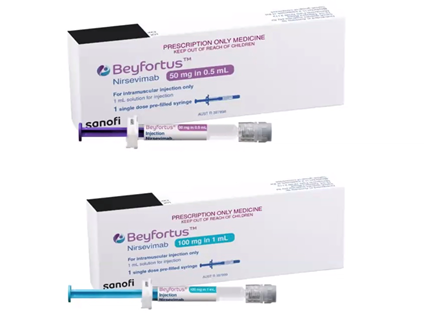 PRESCRIPTION ONLY MEDICINE
KEEP OUT OF REACH OF CHILDREN
Beyfortus™
Nirsevimab
50 mg in 0.5 mL
For intramuscular injection only
1 mL solution for injection
1 single dose pre-filled syringe
sanofi
Beyfortus
50 mg in 0.5 mL
Injection
Nirsevimab
PRESCRIPTION ONLY MEDICINE
KEEP OUT OF REACH OF CHILDREN
Beyfortus™
Nirsevimab
100 mg in 1 mL
For intramuscular injection only
1 mL solution for injection
1 single dose pre-filled syringe
sanofi
Beyfortus
100 mg in 1 mL
Injection
Nirsevimab